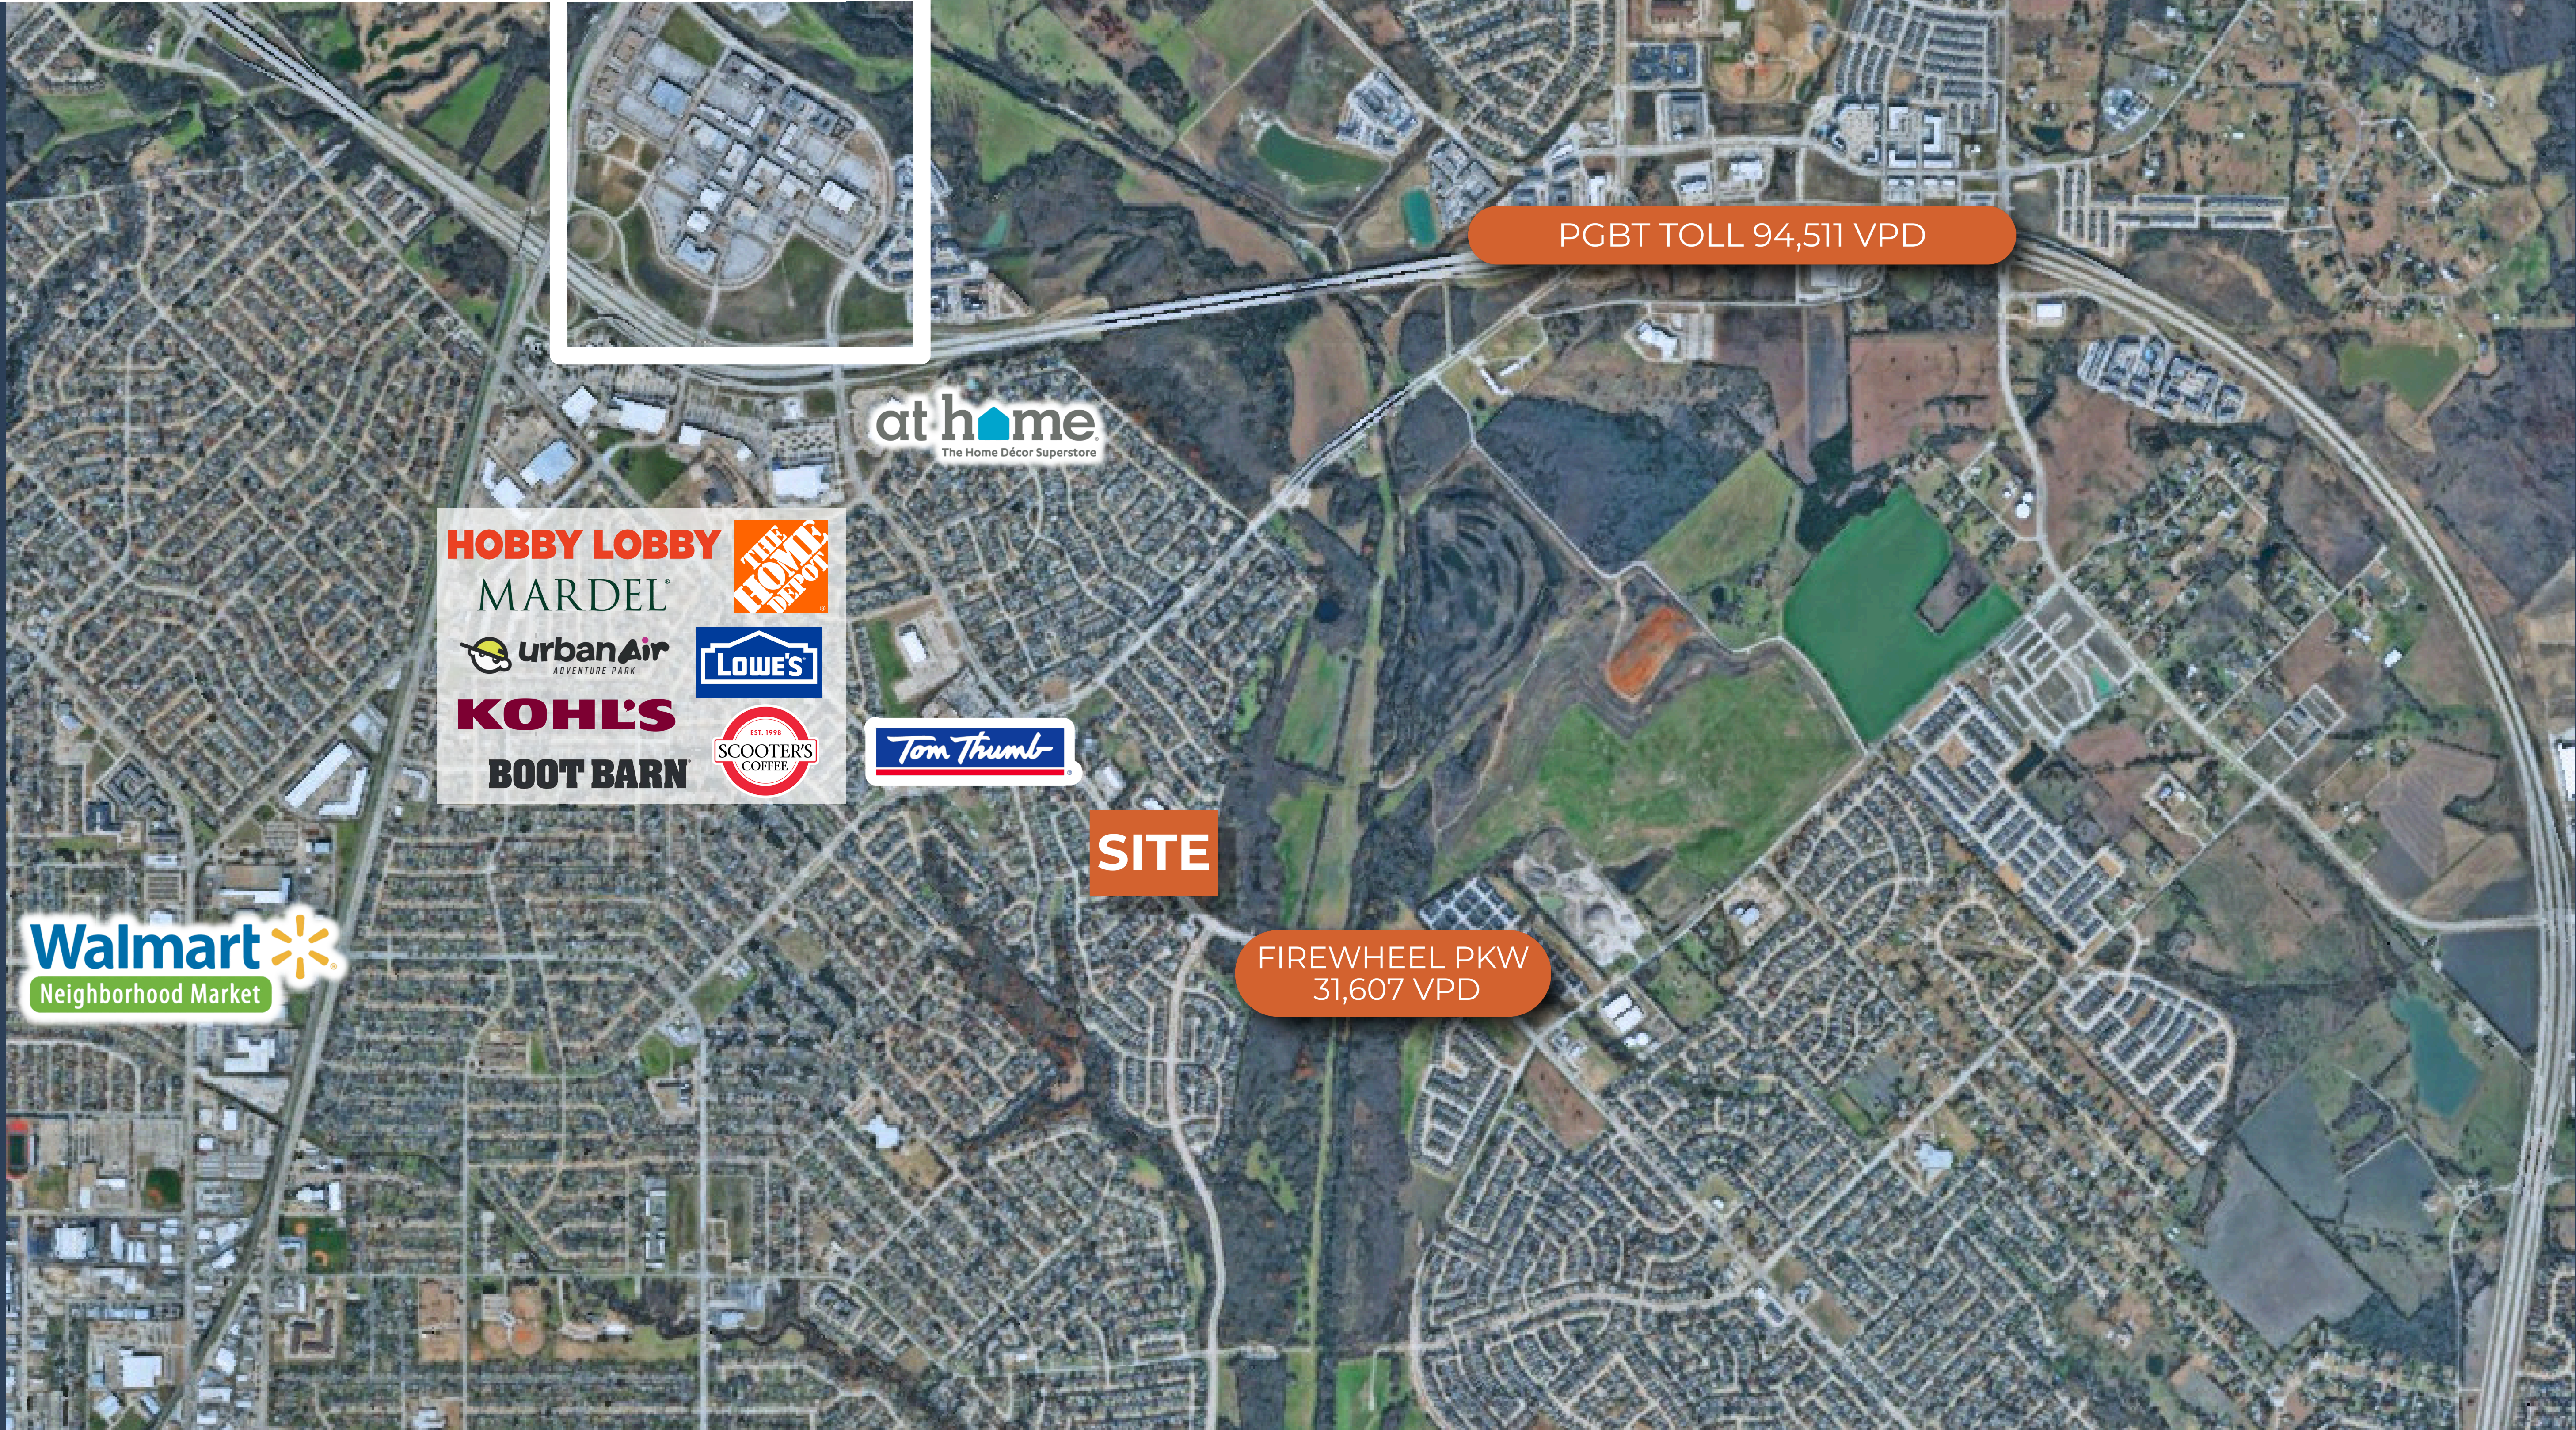 PGBT TOLL 94,511 VPD
at home
The Home Décor Superstore
HOBBY LOBBY
THE
HOME
DEPOT
MARDEL
urban Air
ADVENTURE PARK
LOWE'S
KOHL'S
EST. 1998
SCOOTER'S
COFFEE
BOOT BARN
Tom Thumb
SITE
Walmart
Neighborhood Market
FIREWHEEL PKW
31,607 VPD